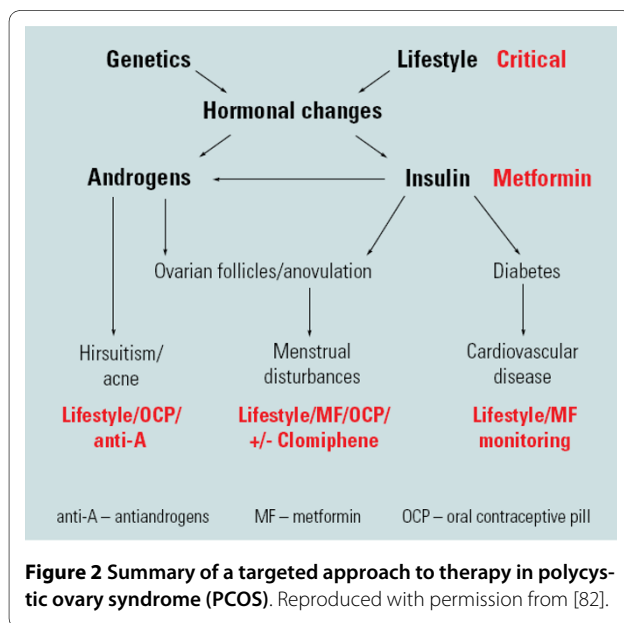 Genetics Lifestyle Critical
Hormonal changes
Androgens Insulin Metformin
Ovarian follicles/anovulation Diabetes
Hirsuitism/
acne
Menstrual
disturbances
Cardiovascular
disease
Lifestyle/OCP/
anti-A
Lifestyle/MF/OCP/
+/- Clomiphene
Lifestyle/MF
monitoring
anti-A – antiandrogens MF – metformin OCP – oral contraceptive pill
Figure 2 Summary of a targeted approach to therapy in polycys-
tic ovary syndrome (PCOS). Reproduced with permission from [82].